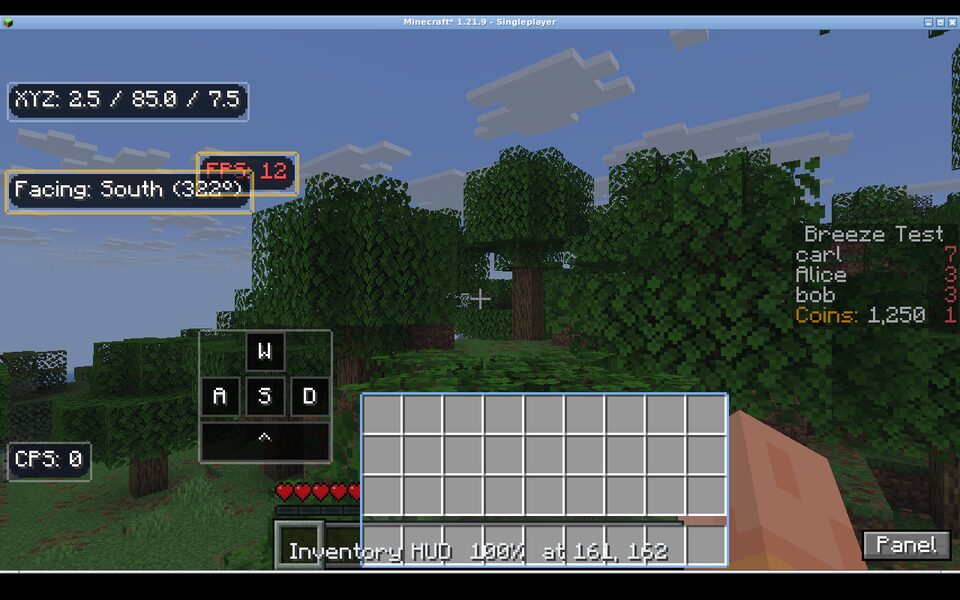 Minecraft* 1.21.9 - Singleplayer
XYZ: 2.5 / 85.0 / 7.5
FPS: 12
Facing: South (322°)
Breeze Test
carl 7
Alice 3
bob 3
Coins: 1,250 1
W
A S D
^
CPS: 0
Inventory HUD 100% at 161, 162
Panel